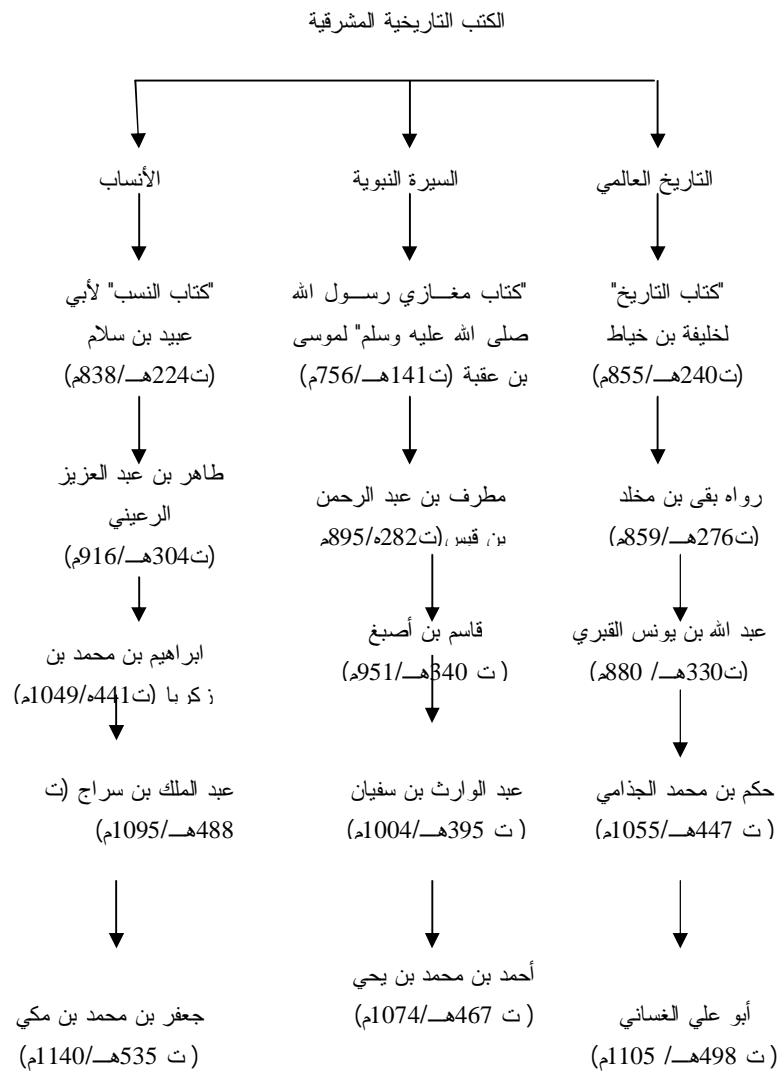 الكتب التاريخية المشرقية
التاريخ العالمي
السيرة النبوية
الأنساب
"كتاب التاريخ"
لخليفة بن خياط
(ت240هـ/855م)
"كتاب مغازي رسول الله
صلى الله عليه وسلم" لموسى
بن عقبة (ت141هـ/756م)
"كتاب النسب" لأبي
عبيد بن سلام
(ت224هـ/838م)
رواه بقى بن مخلد
(ت276هـ/859م)
مطرف بن عبد الرحمن
بن قيس(ت282ه/895م
طاهر بن عبد العزيز
الرعيني
(ت304هـ/916م)
عبد الله بن يونس القبري
(ت330هـ/ 880م)
قاسم بن أصبغ
( ت 340هـ/951م)
ابراهيم بن محمد بن
زكريا (ت441ه/1049م)
حكم بن محمد الجذامي
( ت 447هـ/1055م)
عبد الوارث بن سفيان
( ت 395هـ/1004م)
عبد الملك بن سراج (ت
488هـ/1095م)
أبو علي الغساني
( ت 498هـ/ 1105م)
أحمد بن محمد بن يحي
( ت 467هـ/1074م)
جعفر بن محمد بن مكي
( ت 535هـ/1140م)